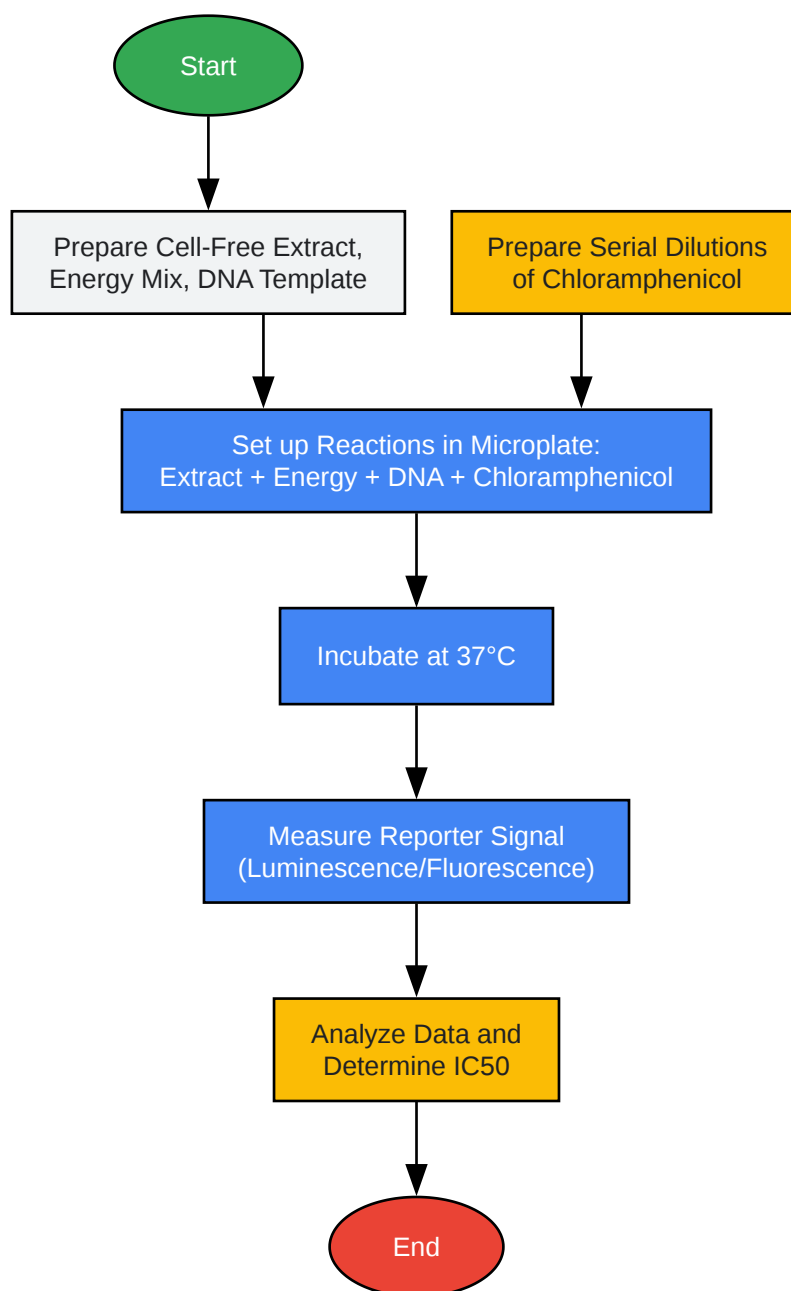 Start
Prepare Cell-Free Extract,
Energy Mix, DNA Template
Prepare Serial Dilutions
of Chloramphenicol
Set up Reactions in Microplate:
Extract + Energy + DNA + Chloramphenicol
Incubate at 37°C
Measure Reporter Signal
(Luminescence/Fluorescence)
Analyze Data and
Determine IC50
End